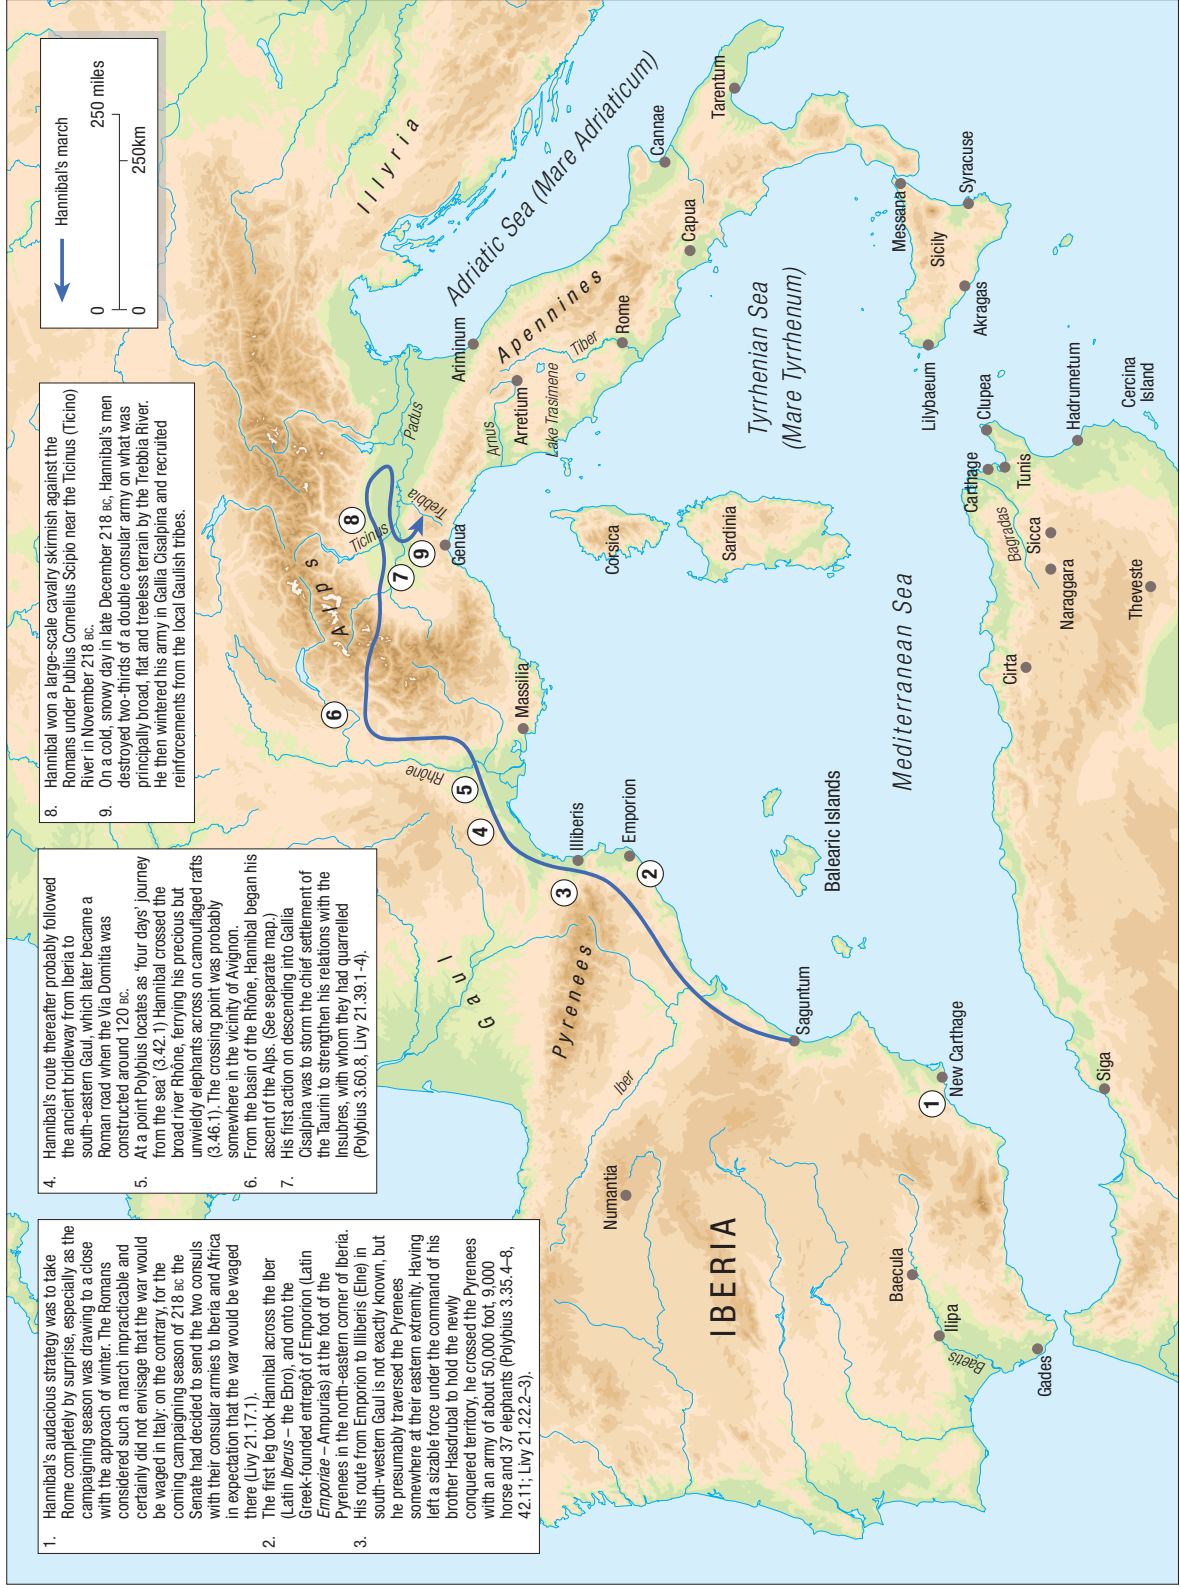 1. Hannibal's audacious strategy was to take
Rome completely by surprise, especially as the
campaigning season was drawing to a close
with the approach of winter. The Romans
considered such a march impracticable and
certainly did not envisage that the war would
be waged in Italy: on the contrary, for the
coming campaigning season of 218 BC the
Senate had decided to send the two consuls
with their consular armies to Iberia and Africa
in expectation that the war would be waged
there (Livy 21.17.1).
2. The first leg took Hannibal across the Iber
(Latin Iberus – the Ebro), and onto the
Greek-founded entrepôt of Emporion (Latin
Emporiae – Ampurias) at the foot of the
Pyrenees in the north-eastern corner of Iberia.
3. His route from Emporion to Illiberis (Elne) in
south-western Gaul is not exactly known, but
he presumably traversed the Pyrenees
somewhere at their eastern extremity. Having
left a sizable force under the command of his
brother Hasdrubal to hold the newly
conquered territory, he crossed the Pyrenees
with an army of about 50,000 foot, 9,000
horse and 37 elephants (Polybius 3.35.4–8,
42.11; Livy 21.22.2–3).
4. Hannibal's route thereafter probably followed
the ancient brideway from Iberia to
south-eastern Gaul, which later became a
Roman road when the Via Domitia was
constructed around 120 BC.
5. At a point Polybius locates as 'four days' journey
from the sea' (3.42.1) Hannibal crossed the
broad river Rhône, ferrying his precious but
unwieldy elephants across on camouflaged rafts
(3.46.1). The crossing point was probably
somewhere in the vicinity of Avignon.
6. From the basin of the Rhône, Hannibal began his
ascent of the Alps. (See separate map.)
7. His first action on descending into Gallia
Cisalpina was to storm the chief settlement of
the Taurini to strengthen his relations with the
Insubres, with whom they had quarrelled
(Polybius 3.60.8, Livy 21.39.1-4).
8. Hannibal won a large-scale cavalry skirmish against the
Romans under Publius Cornelius Scipio near the Ticinus (Ticino)
River in November 218 BC.
9. On a cold, snowy day in late December 218 BC, Hannibal's men
destroyed two-thirds of a double consular army on what was
principally broad, flat and treeless terrain by the Trebbia River.
He then wintered his army in Gallia Cisalpina and recruited
reinforcements from the local Gaulish tribes.
Hannibal's march
0 250 miles
0 250km
Illyria
Adriatic Sea (Mare Adriaticum)
Alps
Gaul
Pyrenees
Apennines
Padus
Ticinus
Trebbia
Rhône
Arnus
Tiber
Lake Trasimene
Ariminum
Arretium
Rome
Capua
Cannae
Tarentum
Genua
Massilia
Illiberis
Emporion
1
2
3
4
5
6
7
8
9
Numantia
Iber
Saguntum
IBERIA
New Carthage
Baecula
Ilipa
Baetis
Gades
Siga
Balearic Islands
Corsica
Sardinia
Tyrrhenian Sea
(Mare Tyrrhenum)
Mediterranean Sea
Messana
Sicily
Syracuse
Akragas
Lilybaeum
Clupea
Carthage
Tunis
Hadrumetum
Cercina
Island
Bagradas
Sicca
Naraggara
Theveste
Cirta